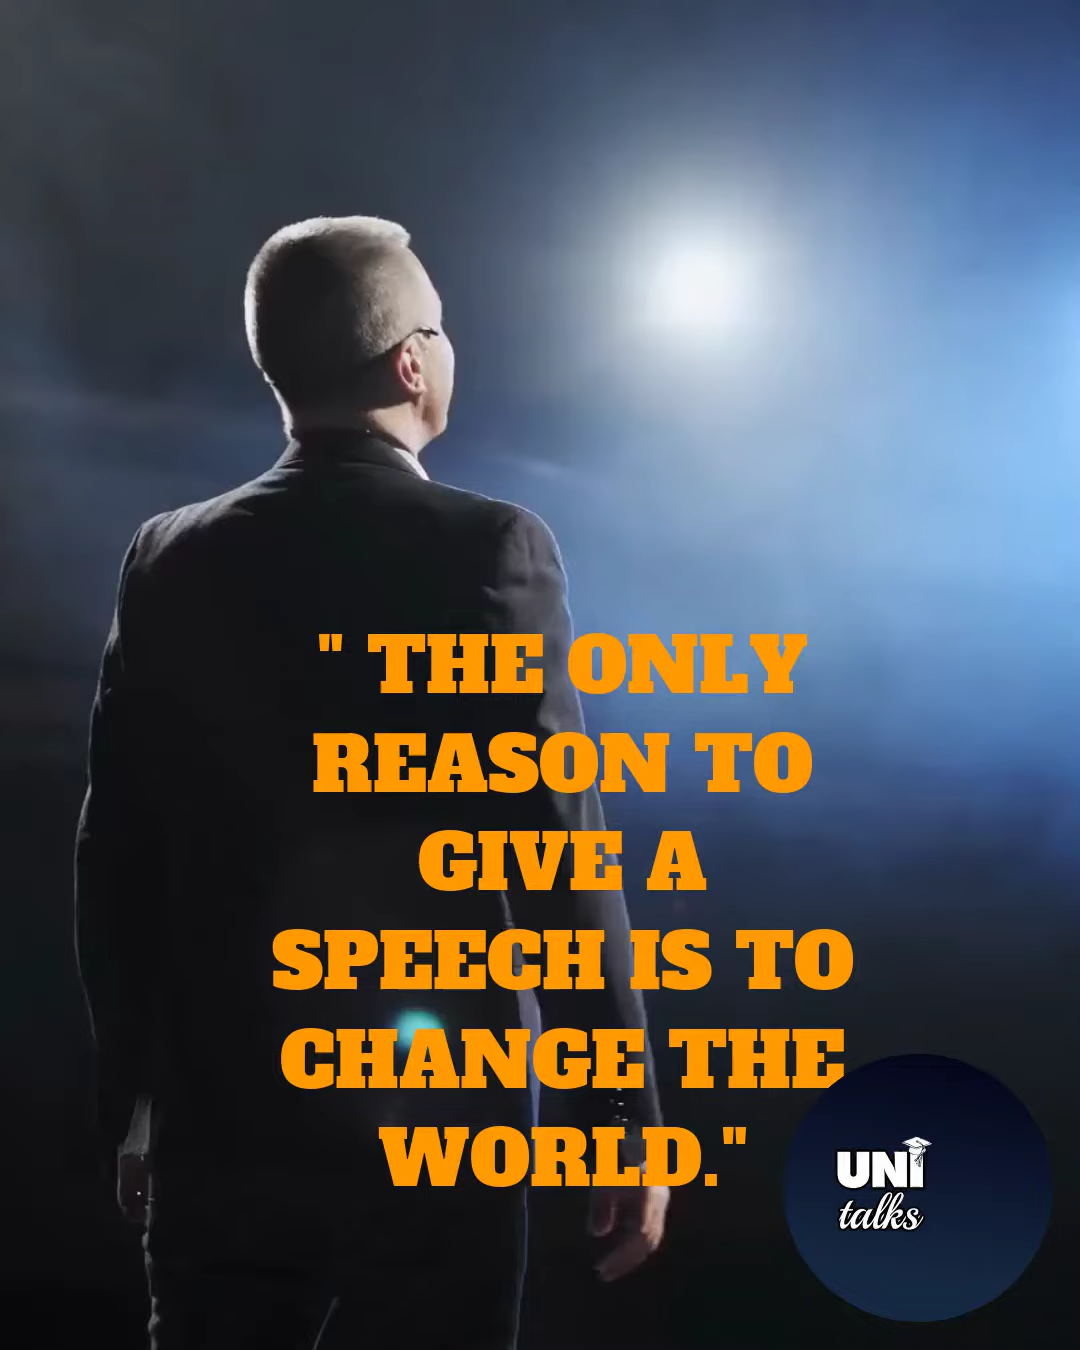 " THE ONLY
REASON TO
GIVE A
SPEECH IS TO
CHANGE THE
WORLD."
UNi
talks